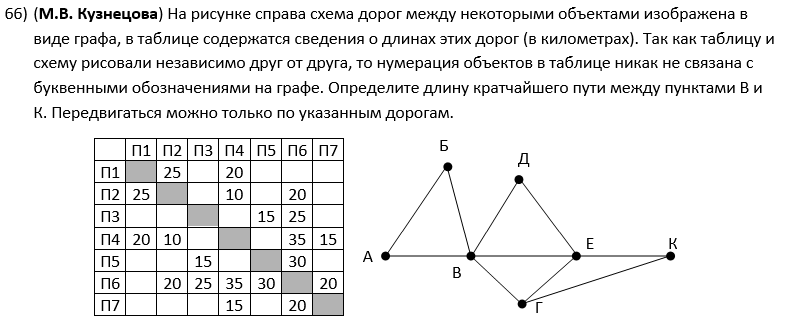 66) (М.В. Кузнецова) На рисунке справа схема дорог между некоторыми объектами изображена в
виде графа, в таблице содержатся сведения о длинах этих дорог (в километрах). Так как таблицу и
схему рисовали независимо друг от друга, то нумерация объектов в таблице никак не связана с
буквенными обозначениями на графе. Определите длину кратчайшего пути между пунктами В и
К. Передвигаться можно только по указанным дорогам.
П1 П2 П3 П4 П5 П6 П7
П1 25 20
П2 25 10 20
П3 15 25
П4 20 10 35 15
П5 15 30
П6 20 25 35 30 20
П7 15 20
Б
Д
А
В
Е
К
Г